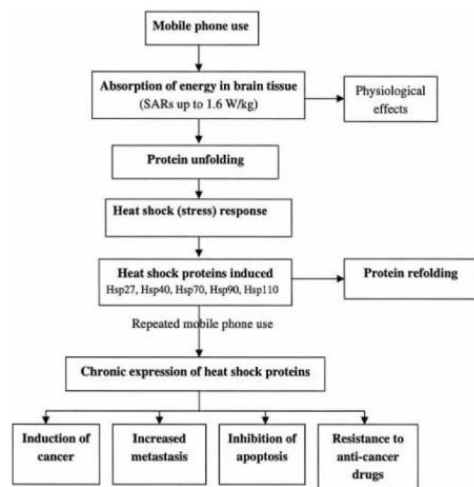 Mobile phone use
Absorption of energy in brain tissue
(SARs up to 1.6 W/kg)
Physiological
effects
Protein unfolding
Heat shock (stress) response
Heat shock proteins induced
Hsp27, Hsp40, Hsp70, Hsp90, Hsp110
Protein refolding
Repeated mobile phone use
Chronic expression of heat shock proteins
Induction of
cancer
Increased
metastasis
Inhibition of
apoptosis
Resistance to
anti-cancer
drugs